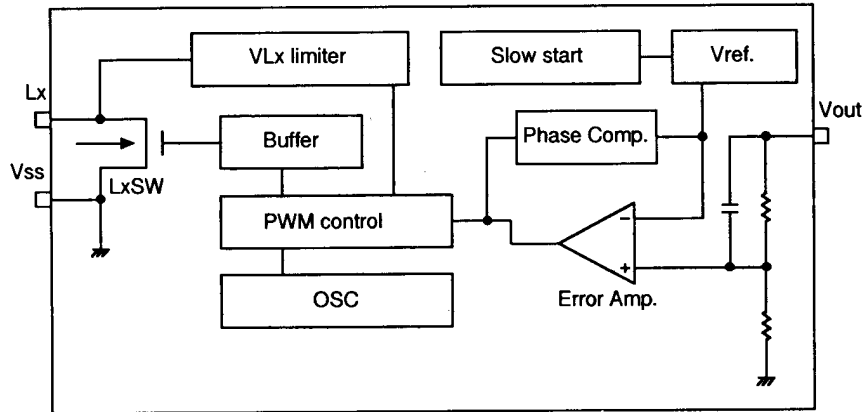 VLx limiter
Slow start
Vref.
Lx
Vout
Buffer
Phase Comp.
Vss
LxSW
PWM control
−
+
OSC
Error Amp.